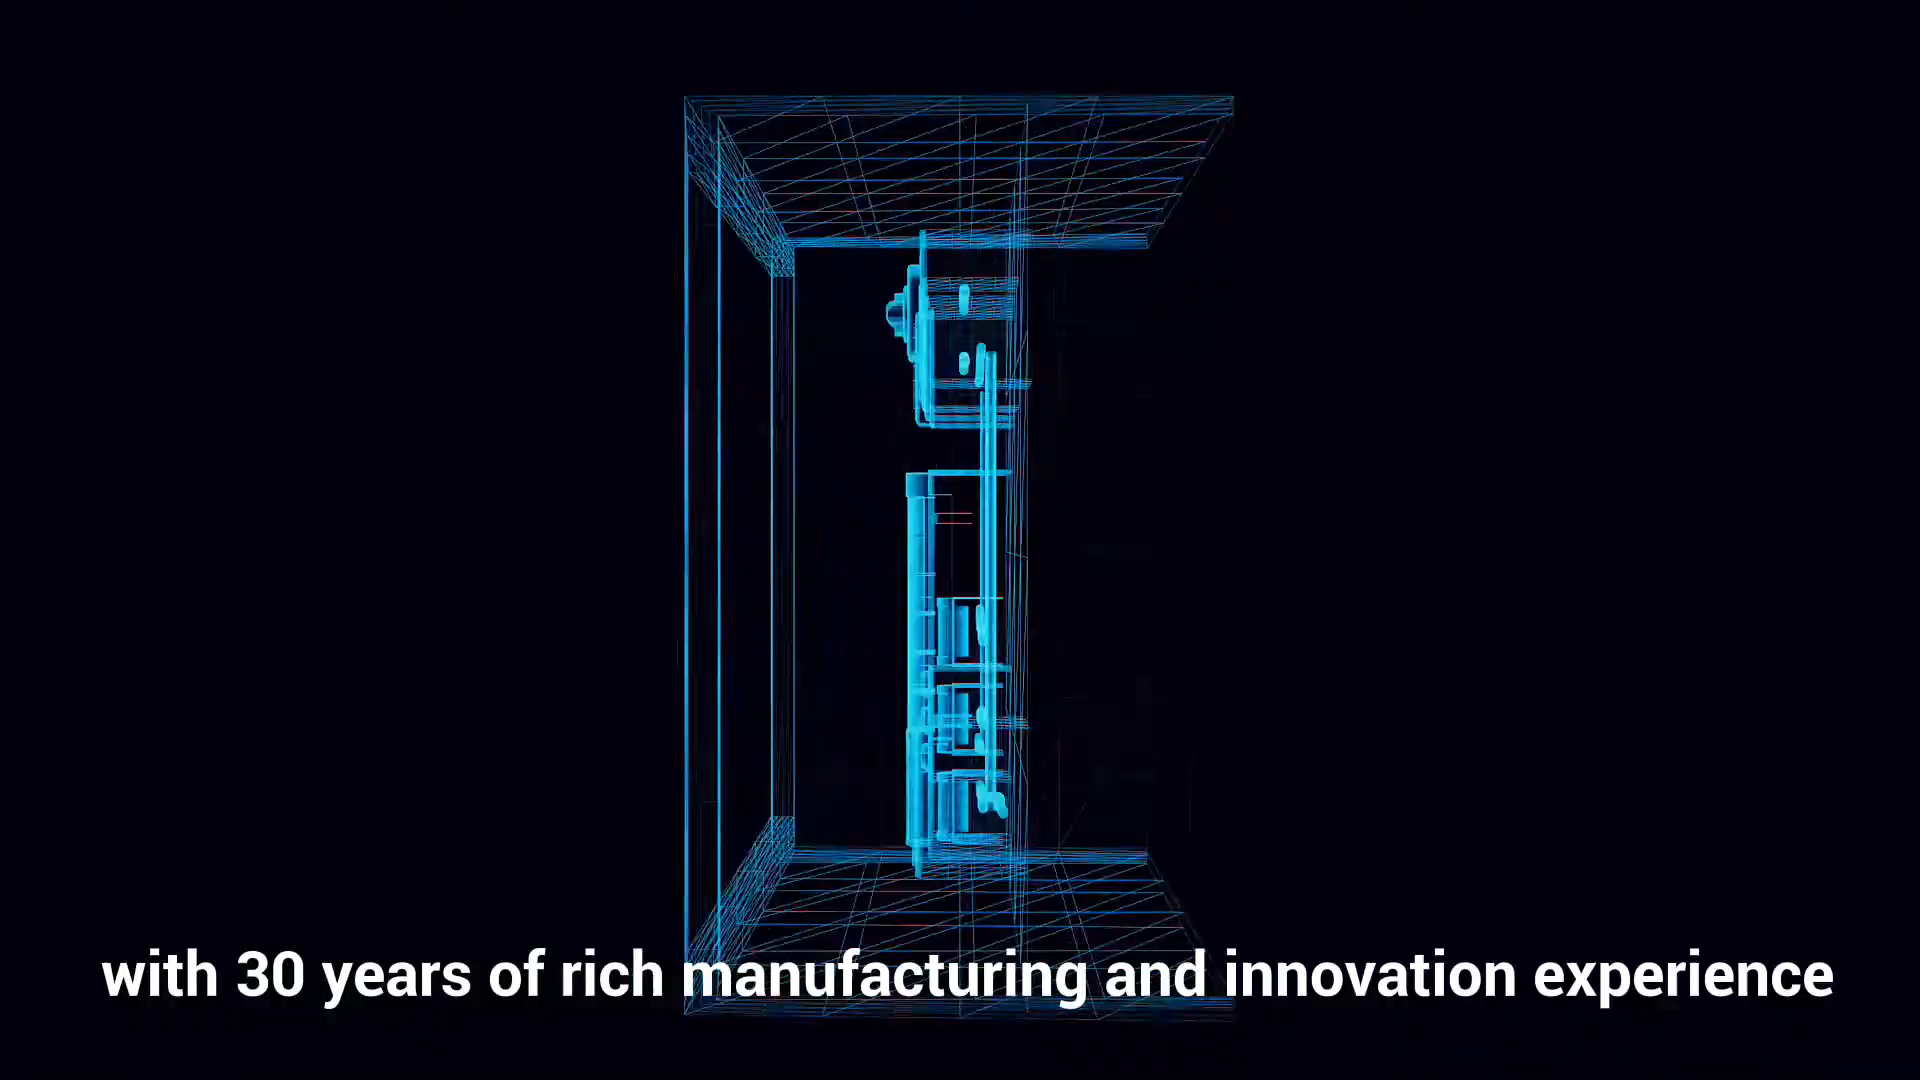 with 30 years of rich manufacturing and innovation experience